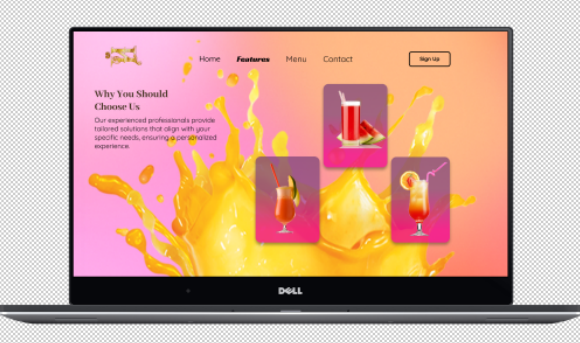 Home Features Menu Contact Sign Up
Why You Should
Choose Us
Our experienced professionals provide
tailored solutions that align with your
specific needs, ensuring a personalized
experience.
DELL